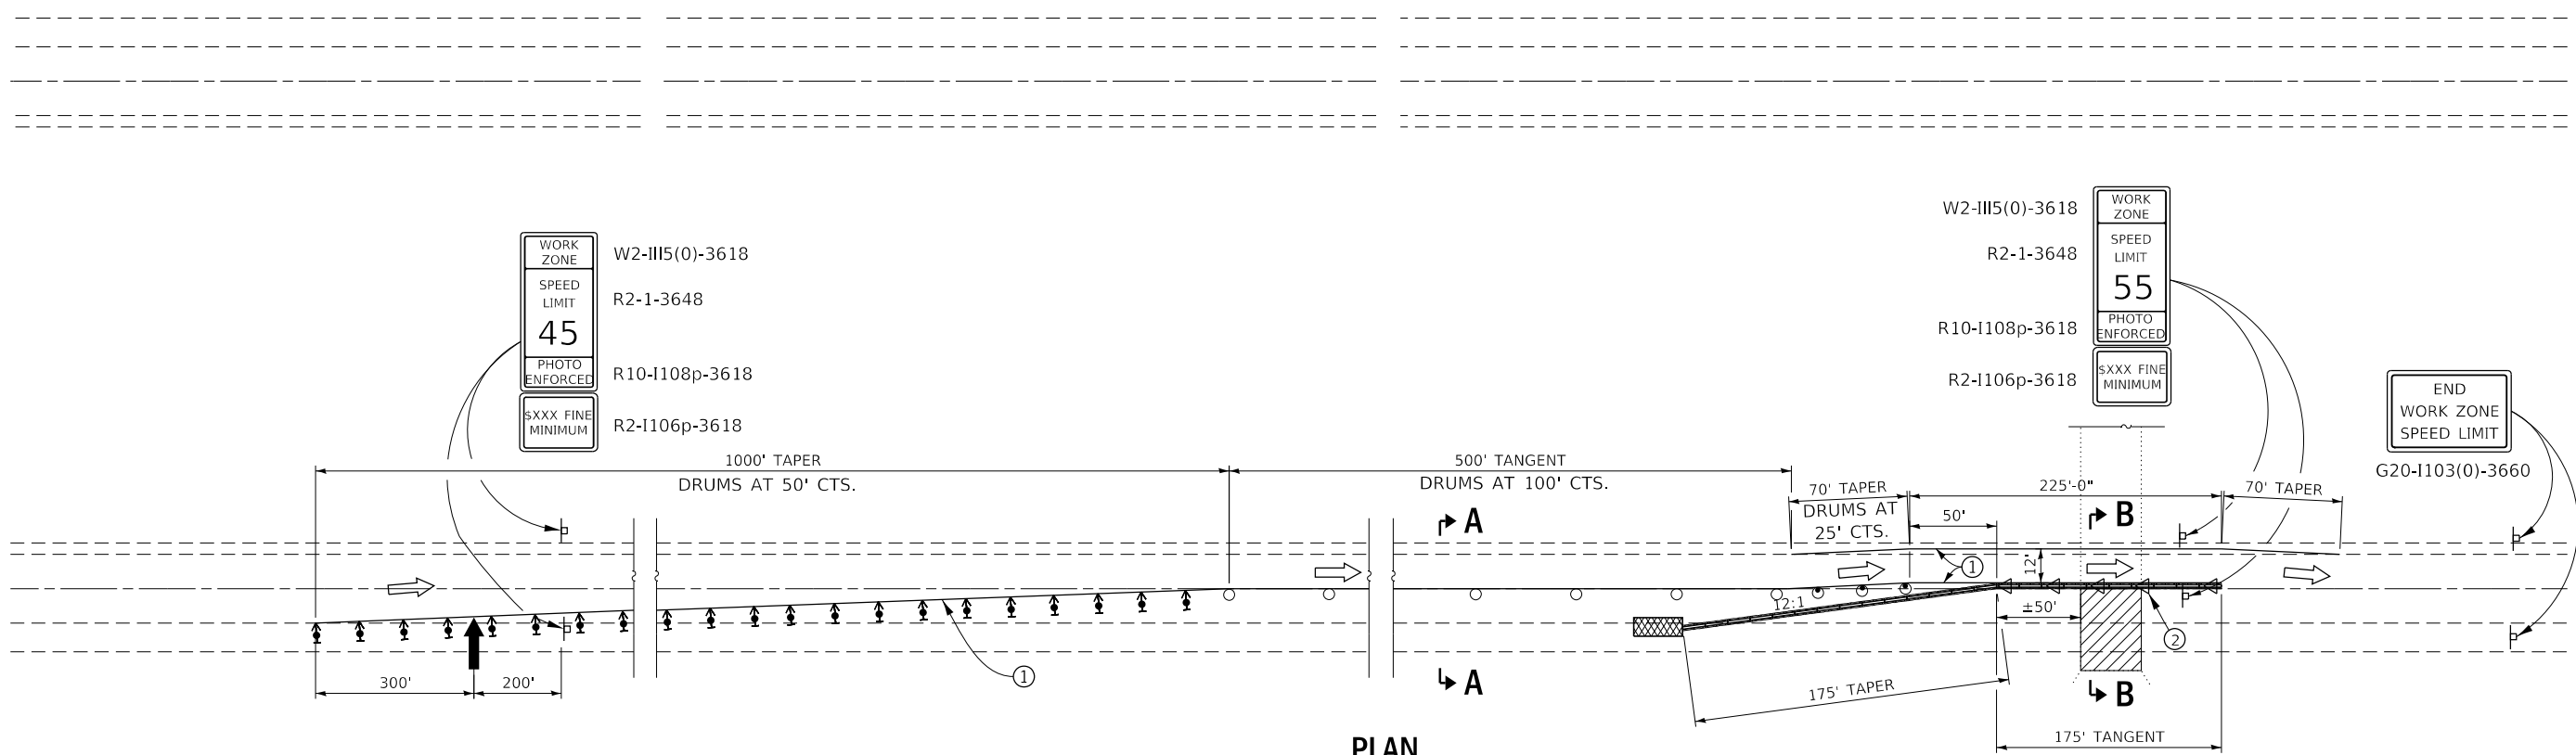 WORK
ZONE
SPEED
LIMIT
45
PHOTO
ENFORCED
$XXX FINE
MINIMUM
W2-III5(0)-3618
R2-1-3648
R10-I108p-3618
R2-I106p-3618
W2-III5(0)-3618
R2-1-3648
R10-I108p-3618
R2-I106p-3618
WORK
ZONE
SPEED
LIMIT
55
PHOTO
ENFORCED
$XXX FINE
MINIMUM
END
WORK ZONE
SPEED LIMIT
G20-I103(0)-3660
1000' TAPER
DRUMS AT 50' CTS.
500' TANGENT
DRUMS AT 100' CTS.
70' TAPER
DRUMS AT
25' CTS.
225'-0"
70' TAPER
50'
A
B
12'
1
12:1
±50'
2
300'
200'
1
A
175' TAPER
B
175' TANGENT
PLAN